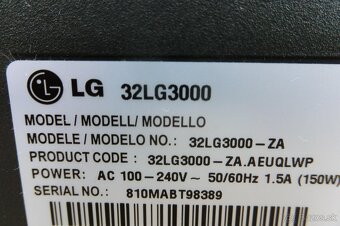 LG 32LG3000
MODEL / MODELL/ MODELLO
MODELE / MODELO NO.: 32LG3000-ZA
PRODUCT CODE : 32LG3000-ZA.AEUQLWP
POWER: AC 100-240V~ 50/60Hz 1.5A (150W)
SERIAL NO.: 810MABT98389